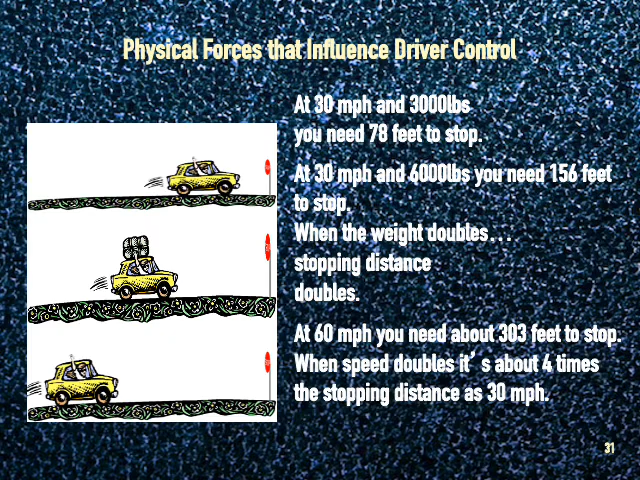 Physical Forces that Influence Driver Control
At 30 mph and 3000lbs
you need 78 feet to stop.
At 30 mph and 6000lbs you need 156 feet
to stop.
When the weight doubles...
stopping distance
doubles.
At 60 mph you need about 303 feet to stop.
When speed doubles it’ s about 4 times
the stopping distance as 30 mph.
31